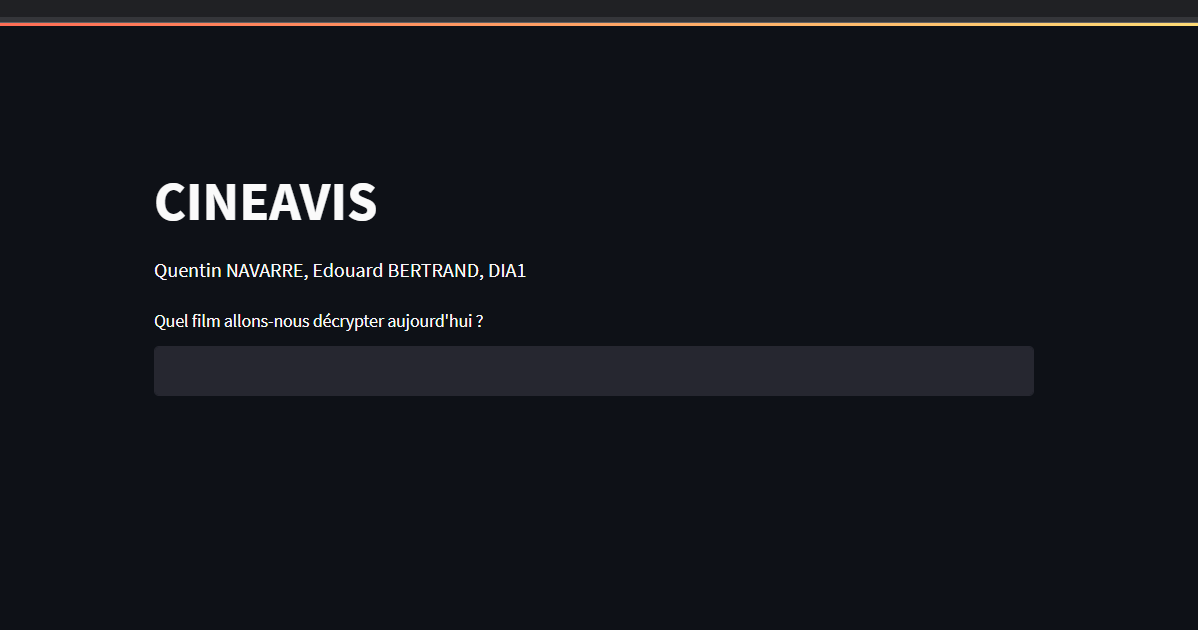 CINEAVIS
Quentin NAVARRE, Edouard BERTRAND, DIA1
Quel film allons-nous décrypter aujourd'hui ?